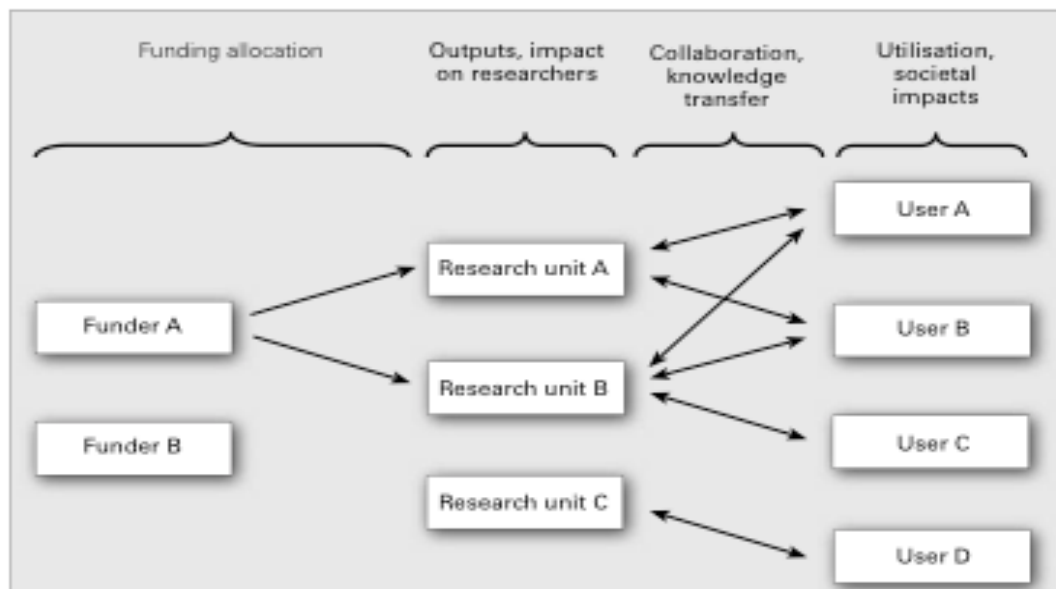 Funding allocation
Outputs, impact
on researchers
Collaboration,
knowledge
transfer
Utilisation,
societal
impacts
User A
Research unit A
Funder A
User B
Research unit B
Funder B
User C
Research unit C
User D